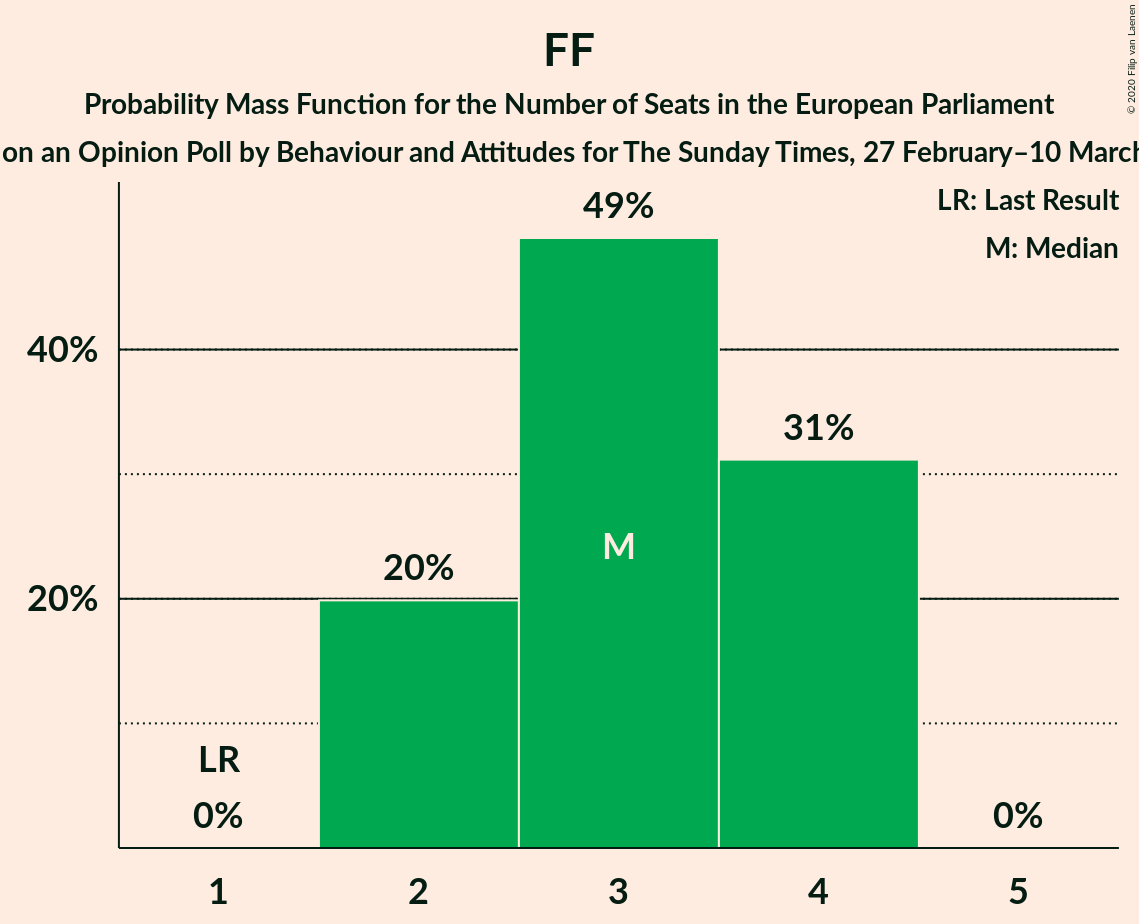 FF
Probability Mass Function for the Number of Seats in the European Parliament
on an Opinion Poll by Behaviour and Attitudes for The Sunday Times, 27 February–10 March
© 2020 Filip van Laenen
LR: Last Result
M: Median
49%
40%
31%
M
20%
20%
LR
0%
0%
1
2
3
4
5